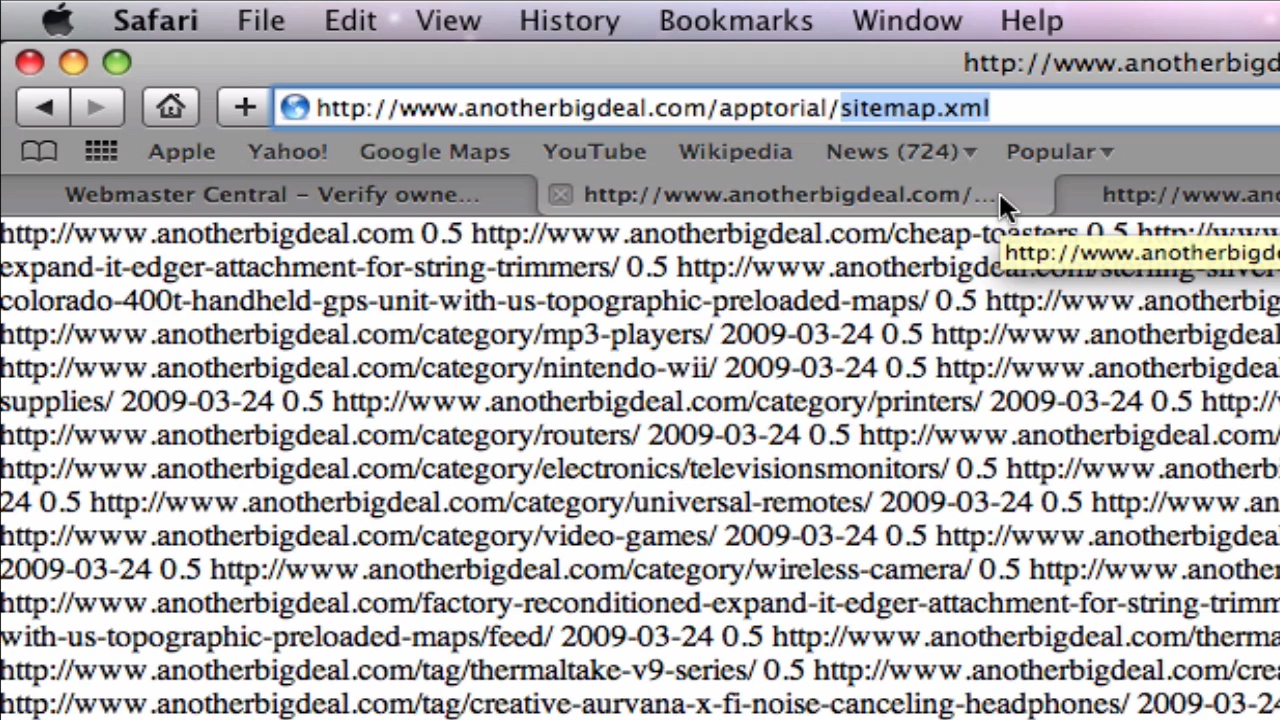 Safari File Edit View History Bookmarks Window Help
http://www.anotherbigd
http://www.anotherbigdeal.com/apptorial/sitemap.xml
Apple Yahoo! Google Maps YouTube Wikipedia News (724) Popular
Webmaster Central – Verify owne... http://www.anotherbigdeal.com/... http://www.ano
http://www.anotherbigdeal.com 0.5 http://www.anotherbigdeal.com/cheap-toasters 0.5 http://www
http://www.anotherbigde
expand-it-edger-attachment-for-string-trimmers/ 0.5 http://www.anotherbigdeal.com/sterling-silver
colorado-400t-handheld-gps-unit-with-us-topographic-preloaded-maps/ 0.5 http://www.anotherbig
http://www.anotherbigdeal.com/category/mp3-players/ 2009-03-24 0.5 http://www.anotherbigdeal
http://www.anotherbigdeal.com/category/nintendo-wii/ 2009-03-24 0.5 http://www.anotherbigdea
supplies/ 2009-03-24 0.5 http://www.anotherbigdeal.com/category/printers/ 2009-03-24 0.5 http://
http://www.anotherbigdeal.com/category/routers/ 2009-03-24 0.5 http://www.anotherbigdeal.com/
http://www.anotherbigdeal.com/category/electronics/televisionsmonitors/ 0.5 http://www.anotherbi
24 0.5 http://www.anotherbigdeal.com/category/universal-remotes/ 2009-03-24 0.5 http://www.an
http://www.anotherbigdeal.com/category/video-games/ 2009-03-24 0.5 http://www.anotherbigdeal
2009-03-24 0.5 http://www.anotherbigdeal.com/category/wireless-camera/ 0.5 http://www.another
http://www.anotherbigdeal.com/factory-reconditioned-expand-it-edger-attachment-for-string-trimm
with-us-topographic-preloaded-maps/feed/ 2009-03-24 0.5 http://www.anotherbigdeal.com/therma
http://www.anotherbigdeal.com/tag/thermaltake-v9-series/ 0.5 http://www.anotherbigdeal.com/crea
http://www.anotherbigdeal.com/tag/creative-aurvana-x-fi-noise-canceling-headphones/ 2009-03-2